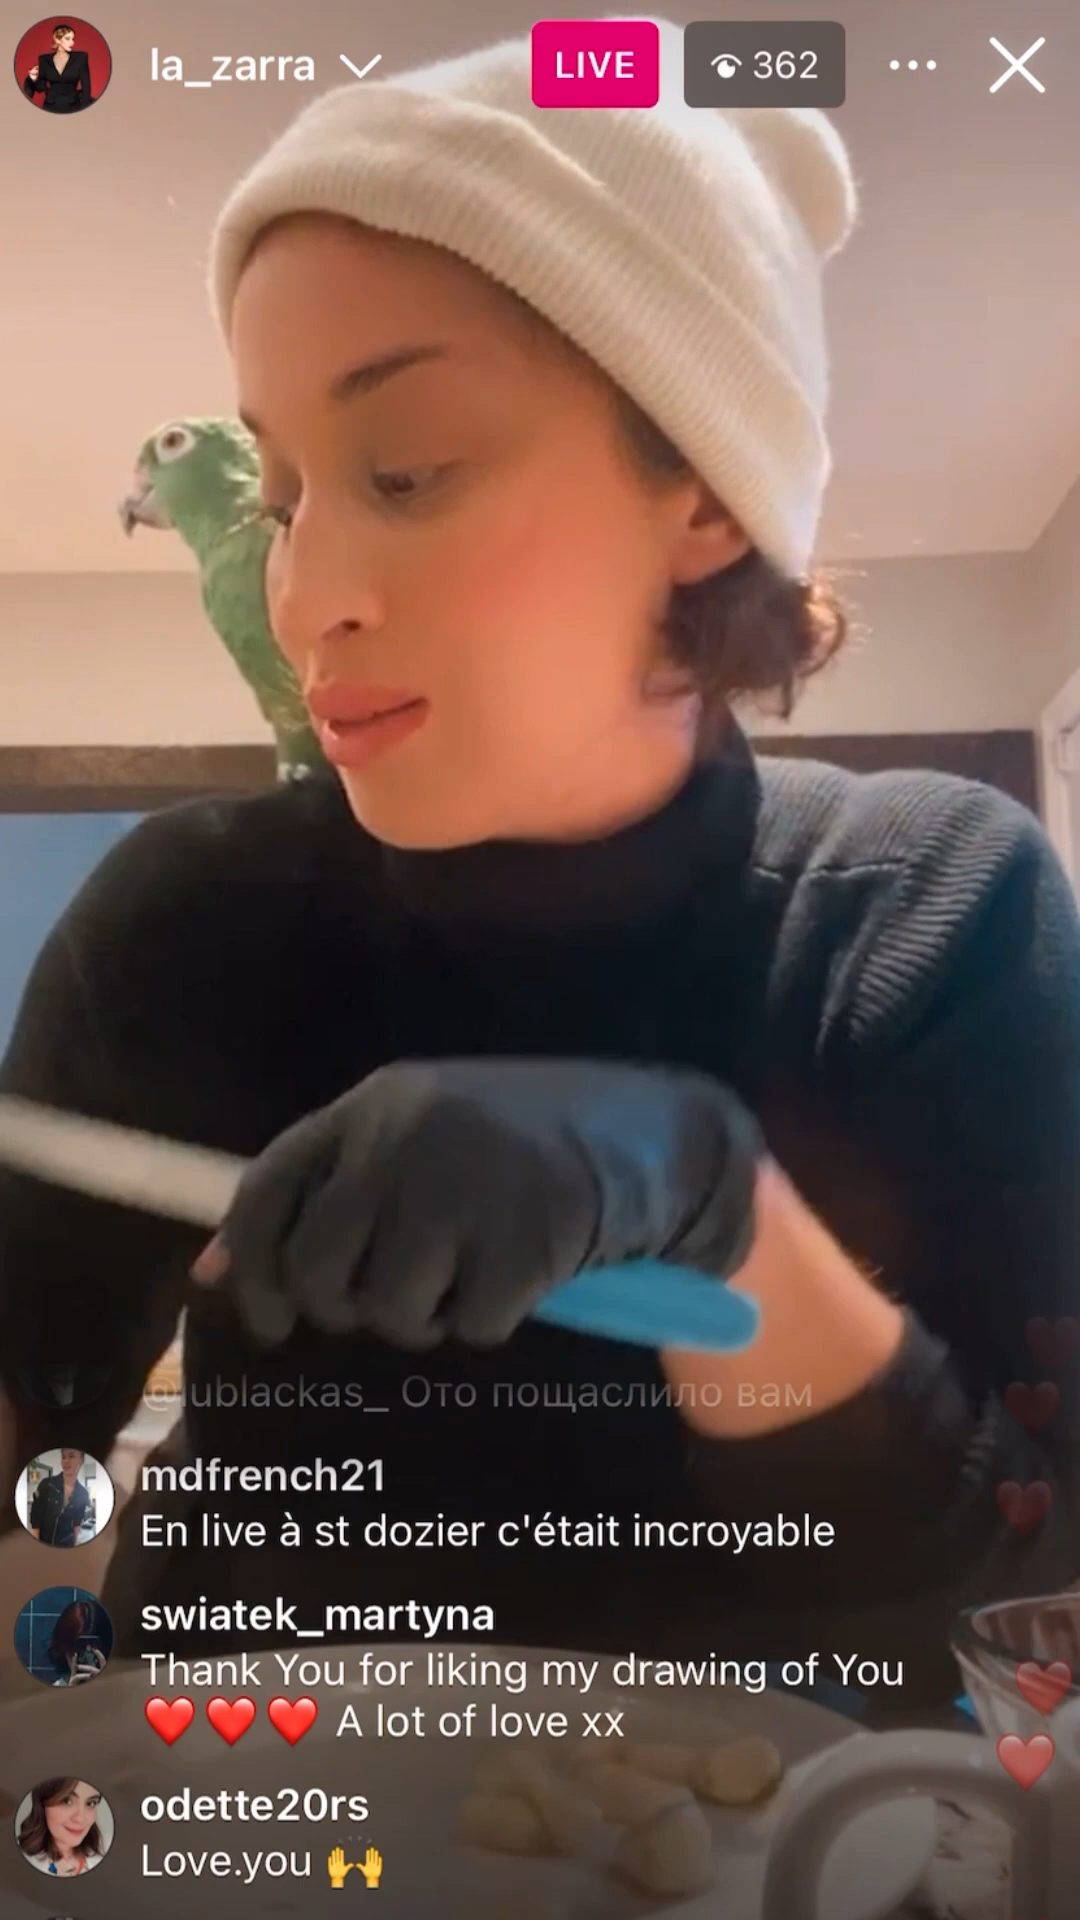 la_zarra
LIVE
362
@lublackas_ Ото пощаслило вам
mdfrench21
En live à st dozier c'était incroyable
swiatek_martyna
Thank You for liking my drawing of You
❤️❤️❤️ A lot of love xx
odette20rs
Love.you 🙌